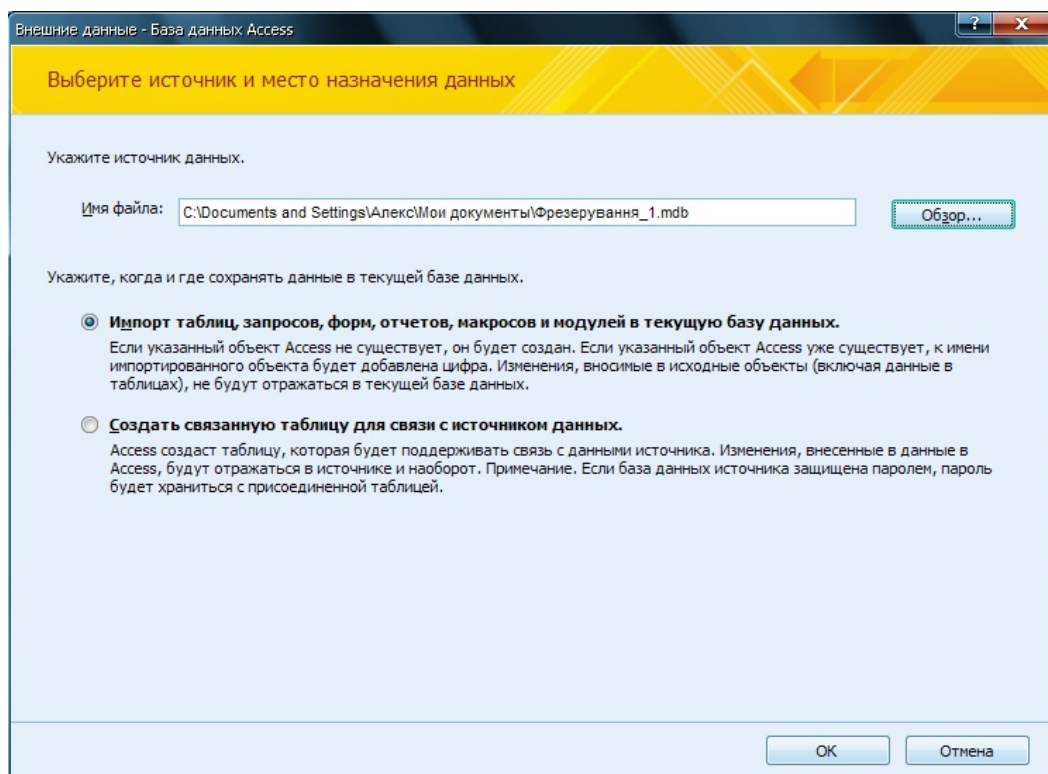 Внешние данные - База данных Access
?
X
Выберите источник и место назначения данных
Укажите источник данных.
Имя файла: C:\Documents and Settings\Алекс\Мои документы\Фрезерування_1.mdb Обзор...
Укажите, когда и где сохранять данные в текущей базе данных.
Импорт таблиц, запросов, форм, отчетов, макросов и модулей в текущую базу данных.
Если указанный объект Access не существует, он будет создан. Если указанный объект Access уже существует, к имени
импортированного объекта будет добавлена цифра. Изменения, вносимые в исходные объекты (включая данные в
таблицах), не будут отражаться в текущей базе данных.
Создать связанную таблицу для связи с источником данных.
Access создаст таблицу, которая будет поддерживать связь с данными источника. Изменения, внесенные в данные в
Access, будут отражаться в источнике и наоборот. Примечание. Если база данных источника защищена паролем, пароль
будет храниться с присоединенной таблицей.
ОК Отмена